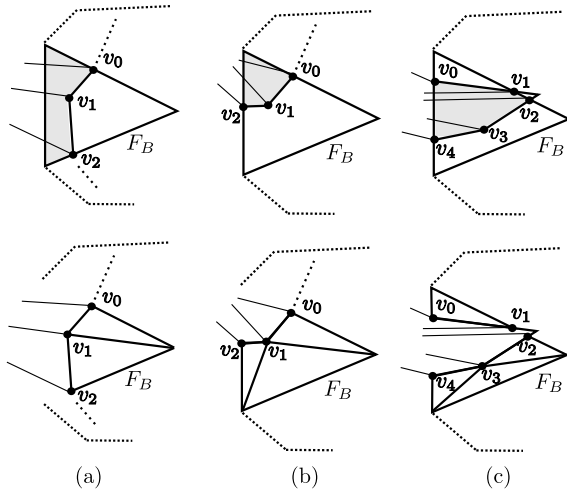 v₀ v₀ v₀ v₁
v₁ v₂ v₁ v₂
v₃
v₂ F_B F_B v₄ F_B
v₀ v₀ v₀ v₁
v₁ v₂ v₁ v₂
v₄ v₃
v₂ F_B F_B F_B
(a) (b) (c)